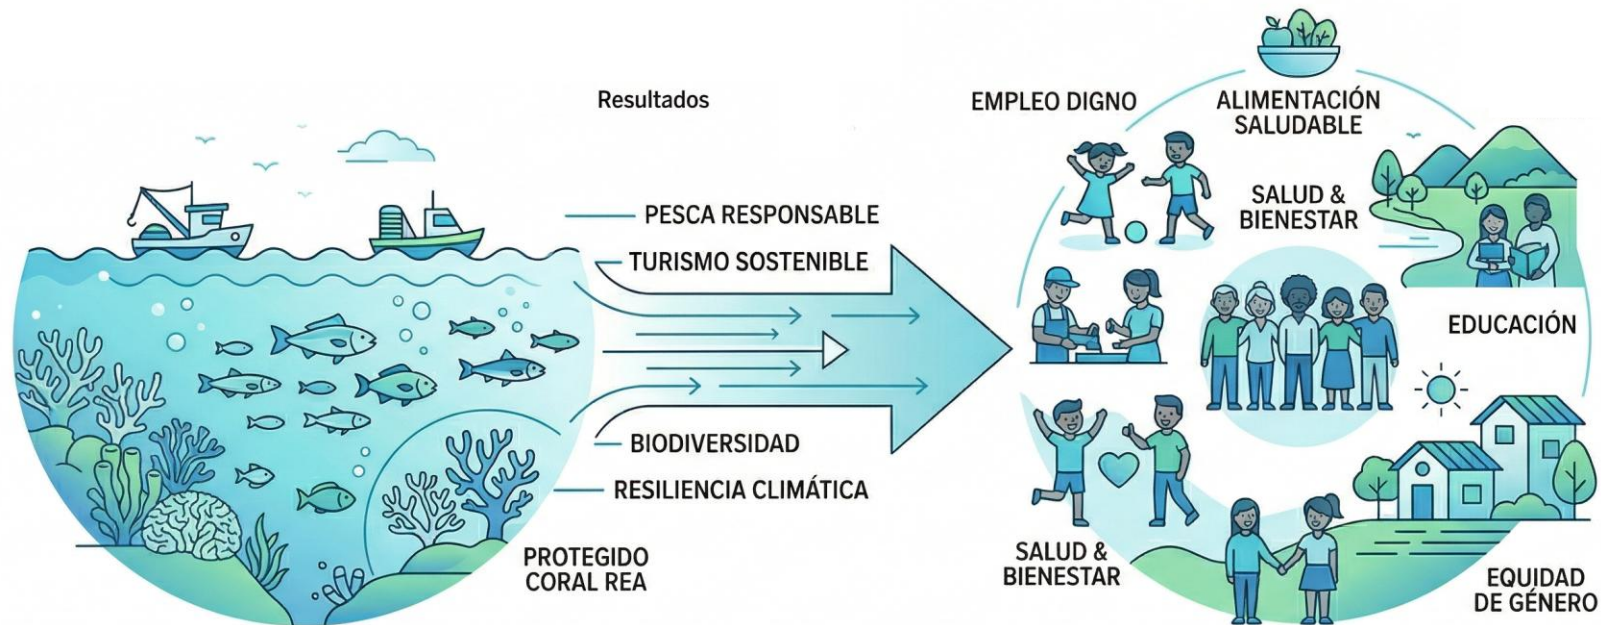 Resultados
PESCA RESPONSABLE
TURISMO SOSTENIBLE
BIODIVERSIDAD
RESILIENCIA CLIMÁTICA
PROTEGIDO
CORAL REA
EMPLEO DIGNO
ALIMENTACIÓN
SALUDABLE
SALUD &
BIENESTAR
EDUCACIÓN
SALUD &
BIENESTAR
EQUIDAD
DE GÉNERO